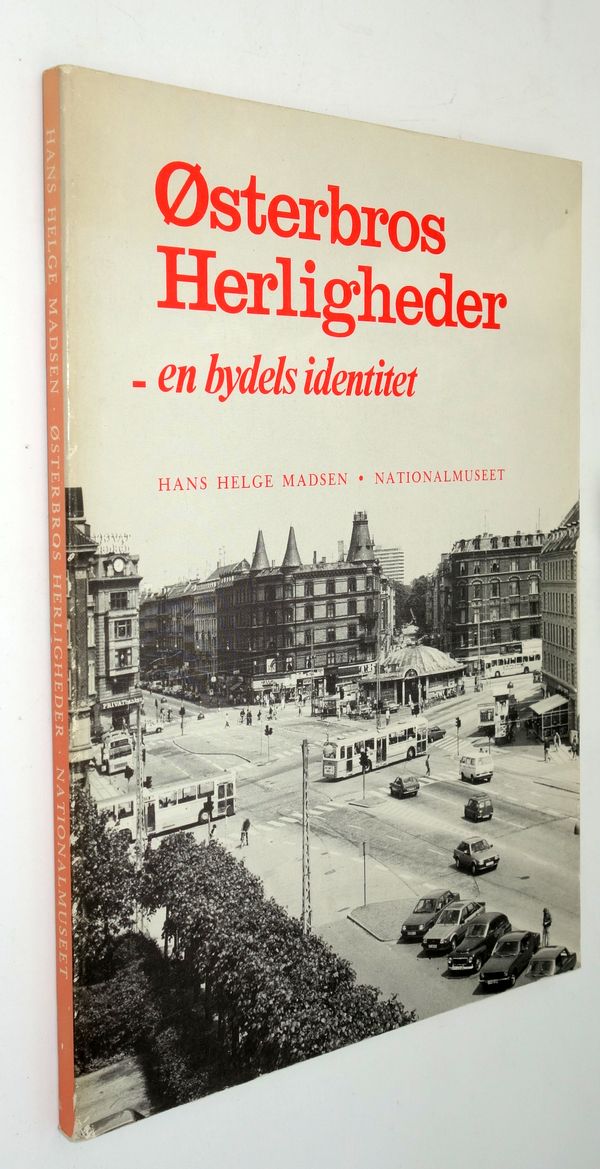 Østerbros
Herligheder
- en bydels identitet
HANS HELGE MADSEN • NATIONALMUSEET
HANS HELGE MADSEN · ØSTERBROS HERLIGHEDER · NATIONALMUSEET